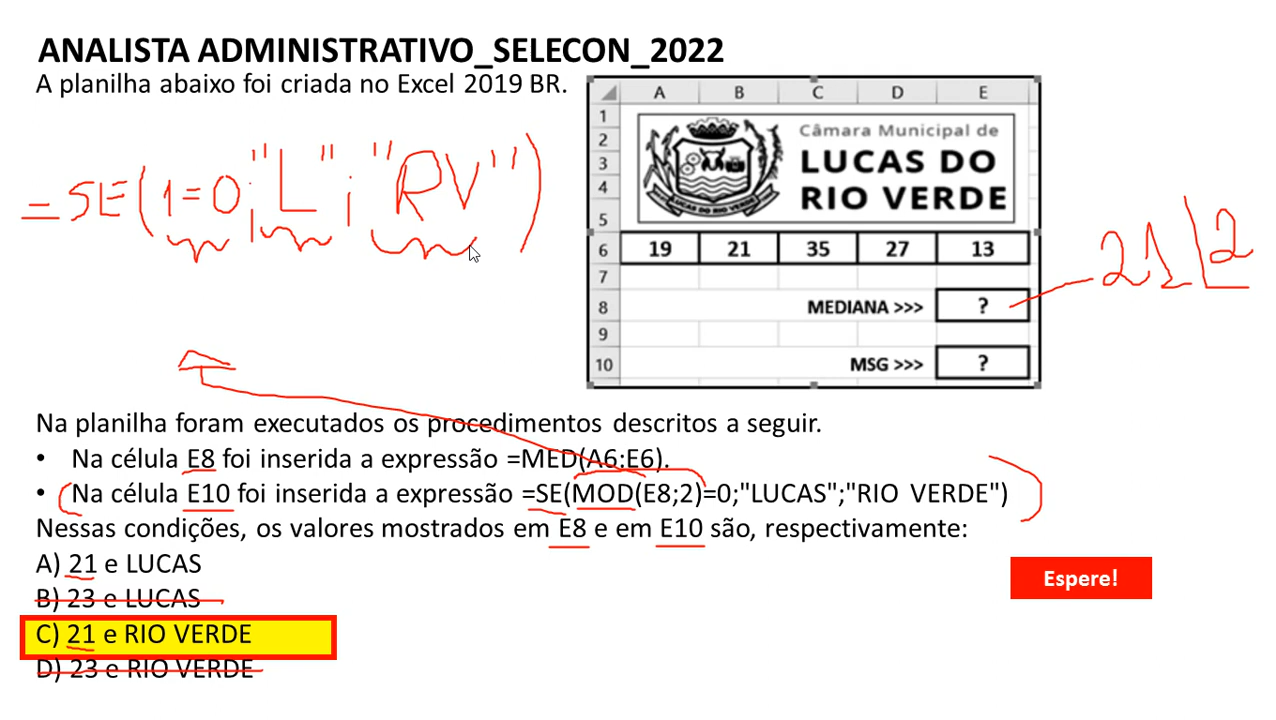 ANALISTA ADMINISTRATIVO_SELECON_2022
A planilha abaixo foi criada no Excel 2019 BR.
=SE(1=0;"L";"RV")
A B C D E
1
2
3
4
5
Câmara Municipal de
LUCAS DO
RIO VERDE
LUCAS DO RIO VERDE
6 19 21 35 27 13
7
8 MEDIANA >>> ?
9
10 MSG >>> ?
21 2
Na planilha foram executados os procedimentos descritos a seguir.
• Na célula E8 foi inserida a expressão =MED(A6:E6).
• Na célula E10 foi inserida a expressão =SE(MOD(E8;2)=0;"LUCAS";"RIO VERDE")
Nessas condições, os valores mostrados em E8 e em E10 são, respectivamente:
A) 21 e LUCAS
B) 23 e LUCAS
C) 21 e RIO VERDE
D) 23 e RIO VERDE
Espere!